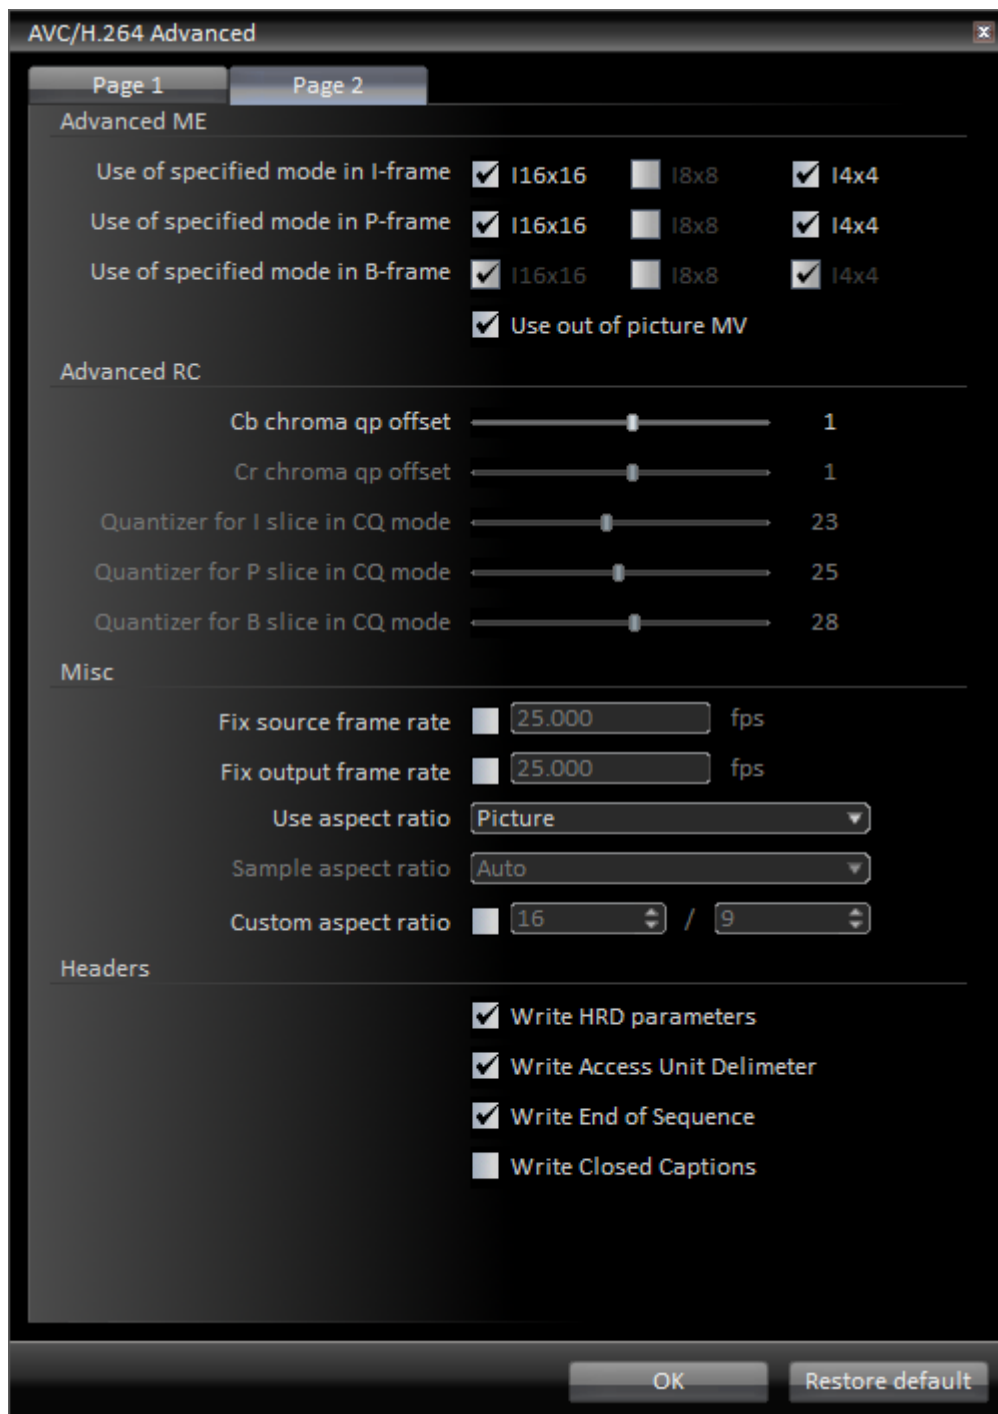 AVC/H.264 Advanced
Page 1 Page 2
Advanced ME
Use of specified mode in I-frame I16x16 I8x8 I4x4
Use of specified mode in P-frame I16x16 I8x8 I4x4
Use of specified mode in B-frame I16x16 I8x8 I4x4
Use out of picture MV
Advanced RC
Cb chroma qp offset 1
Cr chroma qp offset 1
Quantizer for I slice in CQ mode 23
Quantizer for P slice in CQ mode 25
Quantizer for B slice in CQ mode 28
Misc
Fix source frame rate 25.000 fps
Fix output frame rate 25.000 fps
Use aspect ratio Picture
Sample aspect ratio Auto
Custom aspect ratio 16 / 9
Headers
Write HRD parameters
Write Access Unit Delimeter
Write End of Sequence
Write Closed Captions
OK Restore default